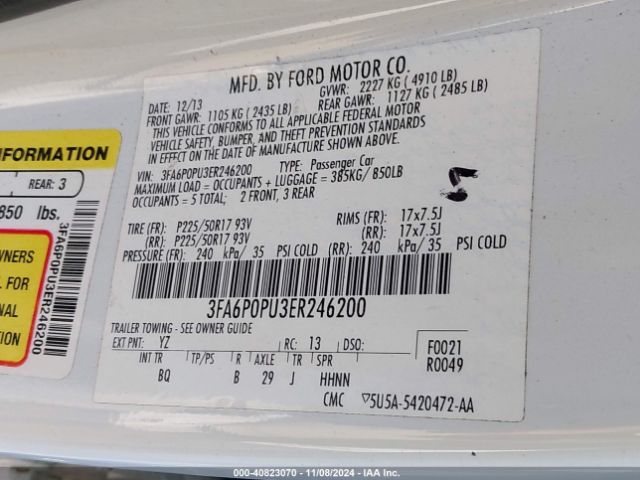 MFD. BY FORD MOTOR CO.
DATE: 12/13 GVWR: 2227 KG ( 4910 LB)
FRONT GAWR: 1105 KG ( 2435 LB) REAR GAWR: 1127 KG ( 2485 LB)
THIS VEHICLE CONFORMS TO ALL APPLICABLE FEDERAL MOTOR
VEHICLE SAFETY, BUMPER, AND THEFT PREVENTION STANDARDS
IN EFFECT ON THE DATE OF MANUFACTURE SHOWN ABOVE.
VIN: 3FA6P0PU3ER246200 TYPE: Passenger Car
MAXIMUM LOAD = OCCUPANTS + LUGGAGE = 385KG/ 850LB
OCCUPANTS = 5 TOTAL; 2 FRONT, 3 REAR
5
TIRE (FR): P225/50R17 93V RIMS (FR): 17x7.5J
(RR): P225/50R17 93V (RR): 17x7.5J
PRESSURE (FR): 240 kPa/ 35 PSI COLD (RR): 240 kPa/ 35 PSI COLD
3FA6P0PU3ER246200
TRAILER TOWING - SEE OWNER GUIDE
EXT PNT: YZ RC: 13 DSO:
F0021
R0049
INT TR TP/PS R AXLE TR SPR
BQ B 29 J HHNN
CMC 5U5A-5420472-AA
INFORMATION
REAR: 3
850 lbs.
3FA6P0PU3ER246200
OWNERS
FOR
NAL
TION
000-40823070 - 11/08/2024 - IAA Inc.